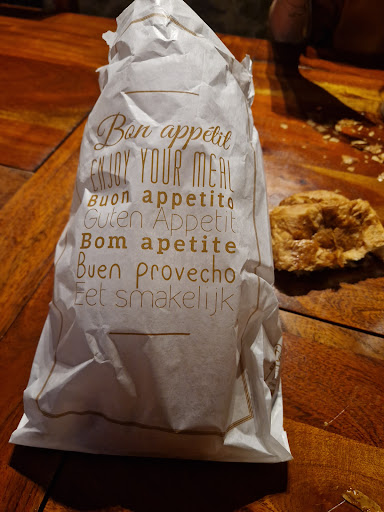 Bon appétit
ENJOY YOUR MEAL
Buon appetito
Guten Appetit
Bom apetite
Buen provecho
Eet smakelijk